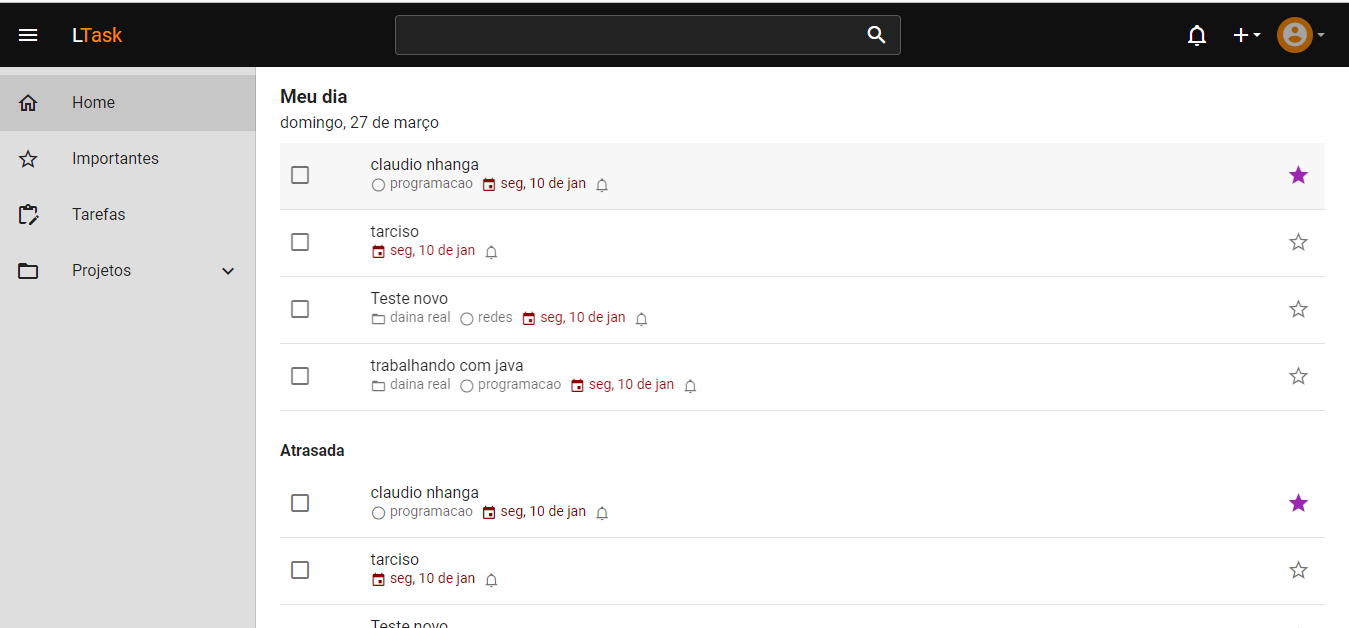 LTask
Home
Importantes
Tarefas
Projetos
Meu dia
domingo, 27 de março
claudio nhanga
programacao seg, 10 de jan
tarciso
seg, 10 de jan
Teste novo
daina real redes seg, 10 de jan
trabalhando com java
daina real programacao seg, 10 de jan
Atrasada
claudio nhanga
programacao seg, 10 de jan
tarciso
seg, 10 de jan
Teste novo